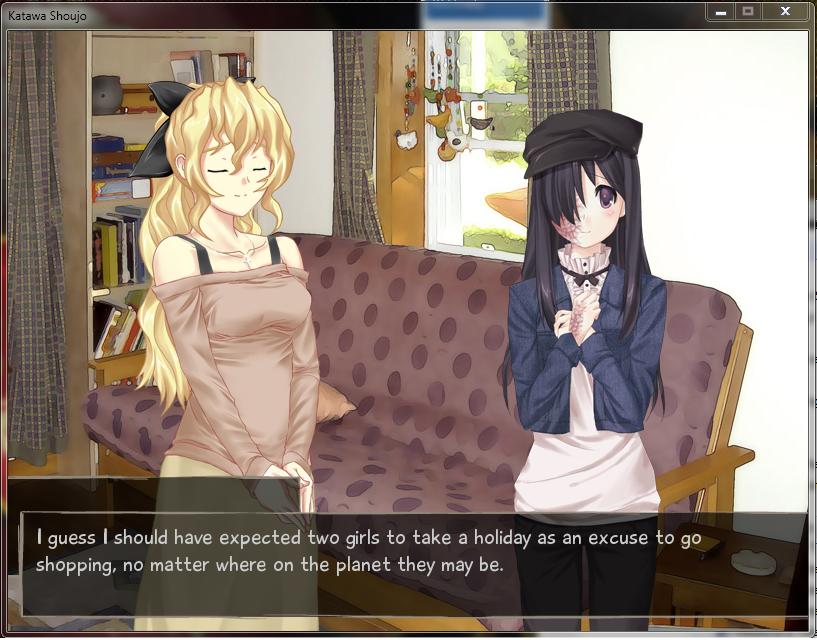 Katawa Shoujo
I guess I should have expected two girls to take a holiday as an excuse to go
shopping, no matter where on the planet they may be.